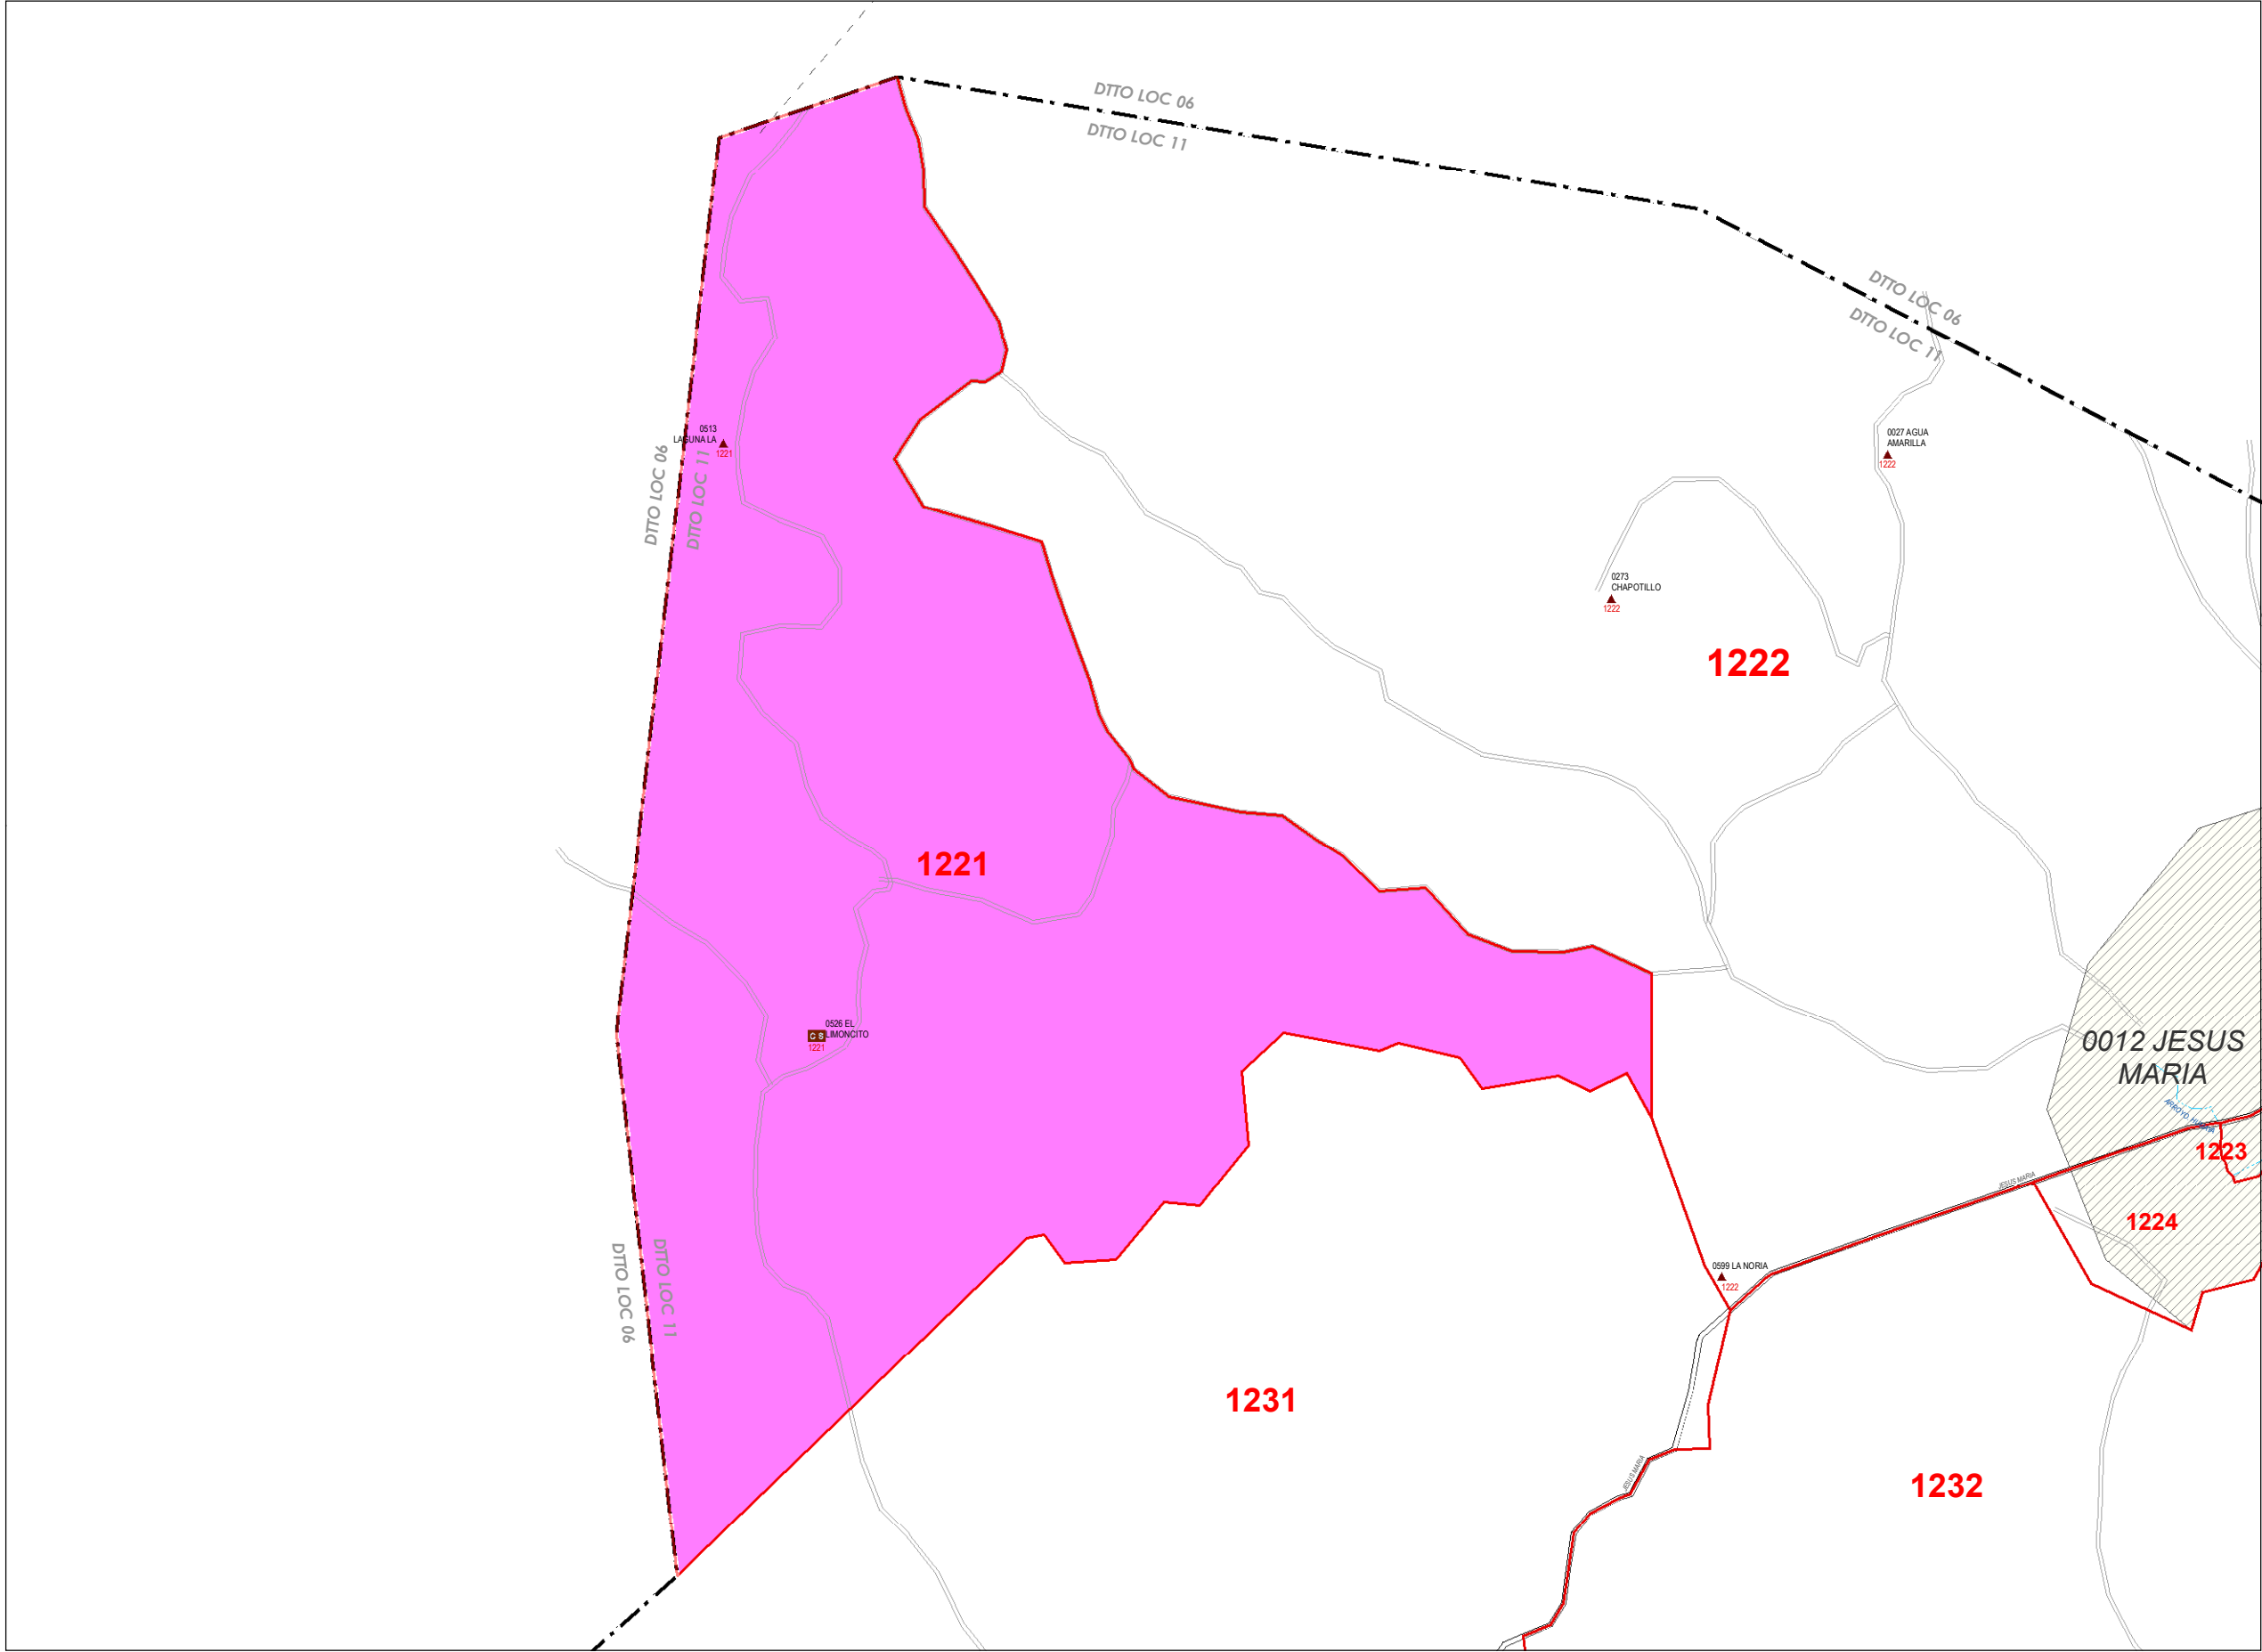 DTTO LOC 06
DTTO LOC 11
DTTO LOC 06
DTTO LOC 11
0513
LAGUNA LA
1221
DTTO LOC 06
DTTO LOC 11
0027 AGUA
AMARILLA
1222
0273
CHAPOTILLO
1222
1222
1221
0526 EL
LIMONCITO
C S
1221
0012 JESUS
MARIA
1223
JESUS MARIA
1224
DTTO LOC 06
DTTO LOC 11
0599 LA NORIA
1222
1231
JESUS MARIA
1232